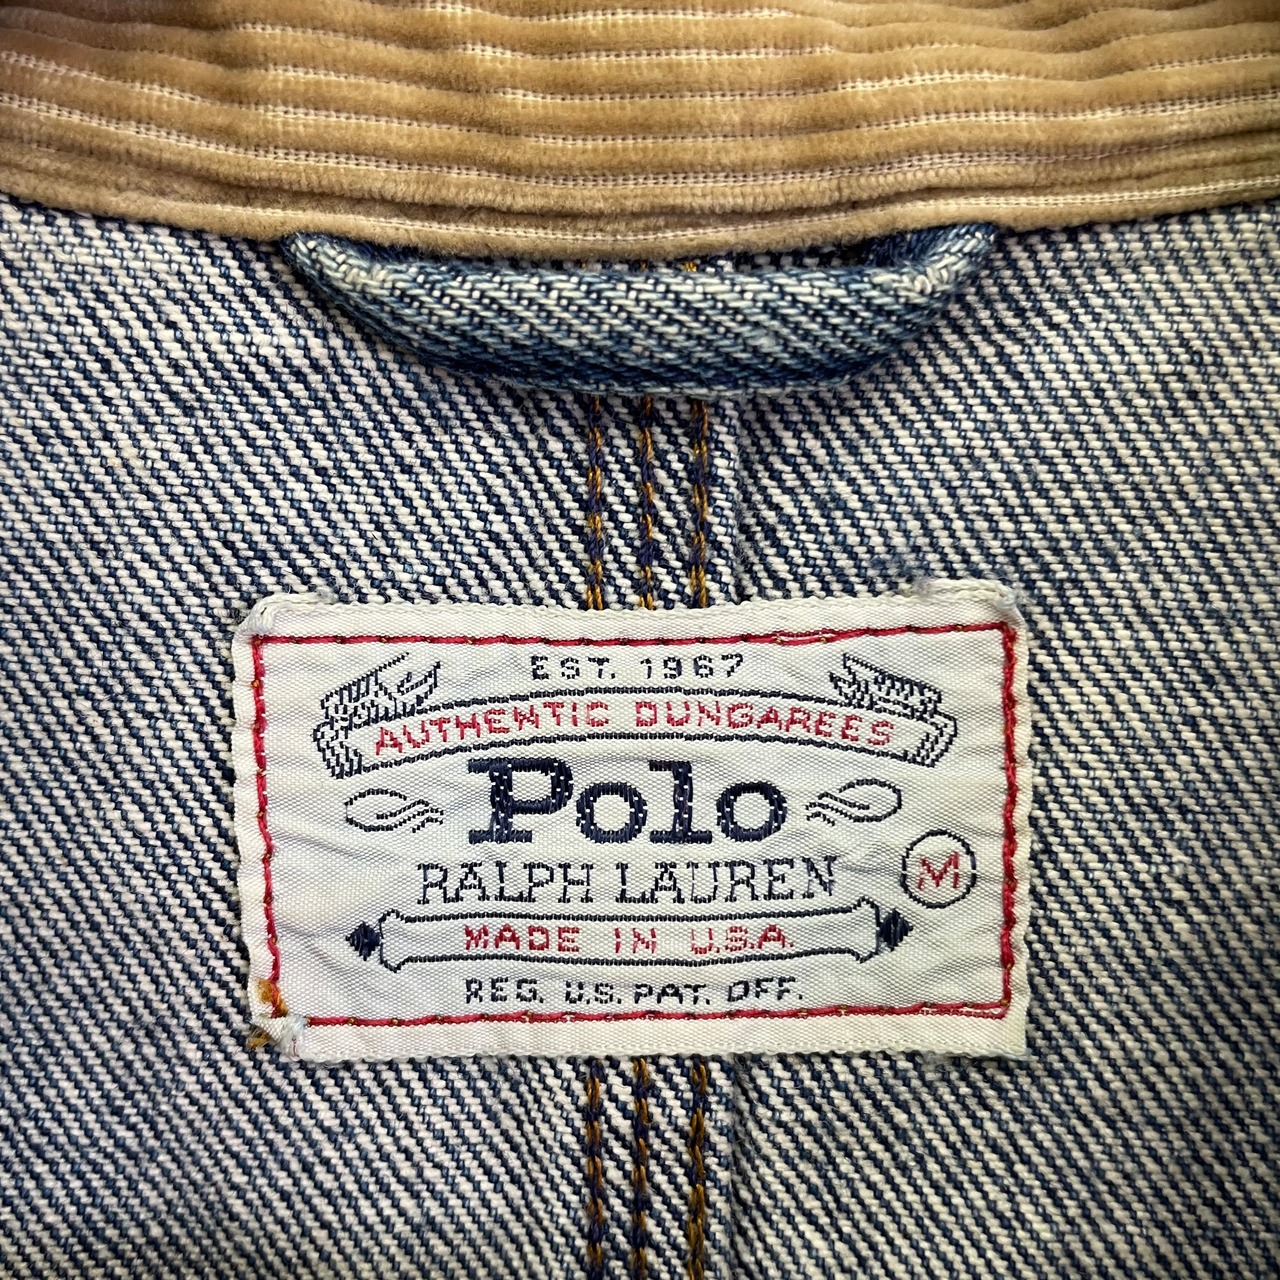 EST. 1967
AUTHENTIC DUNGAREES
Polo
RALPH LAUREN
M
MADE IN U.S.A.
REG. U.S. PAT. OFF.